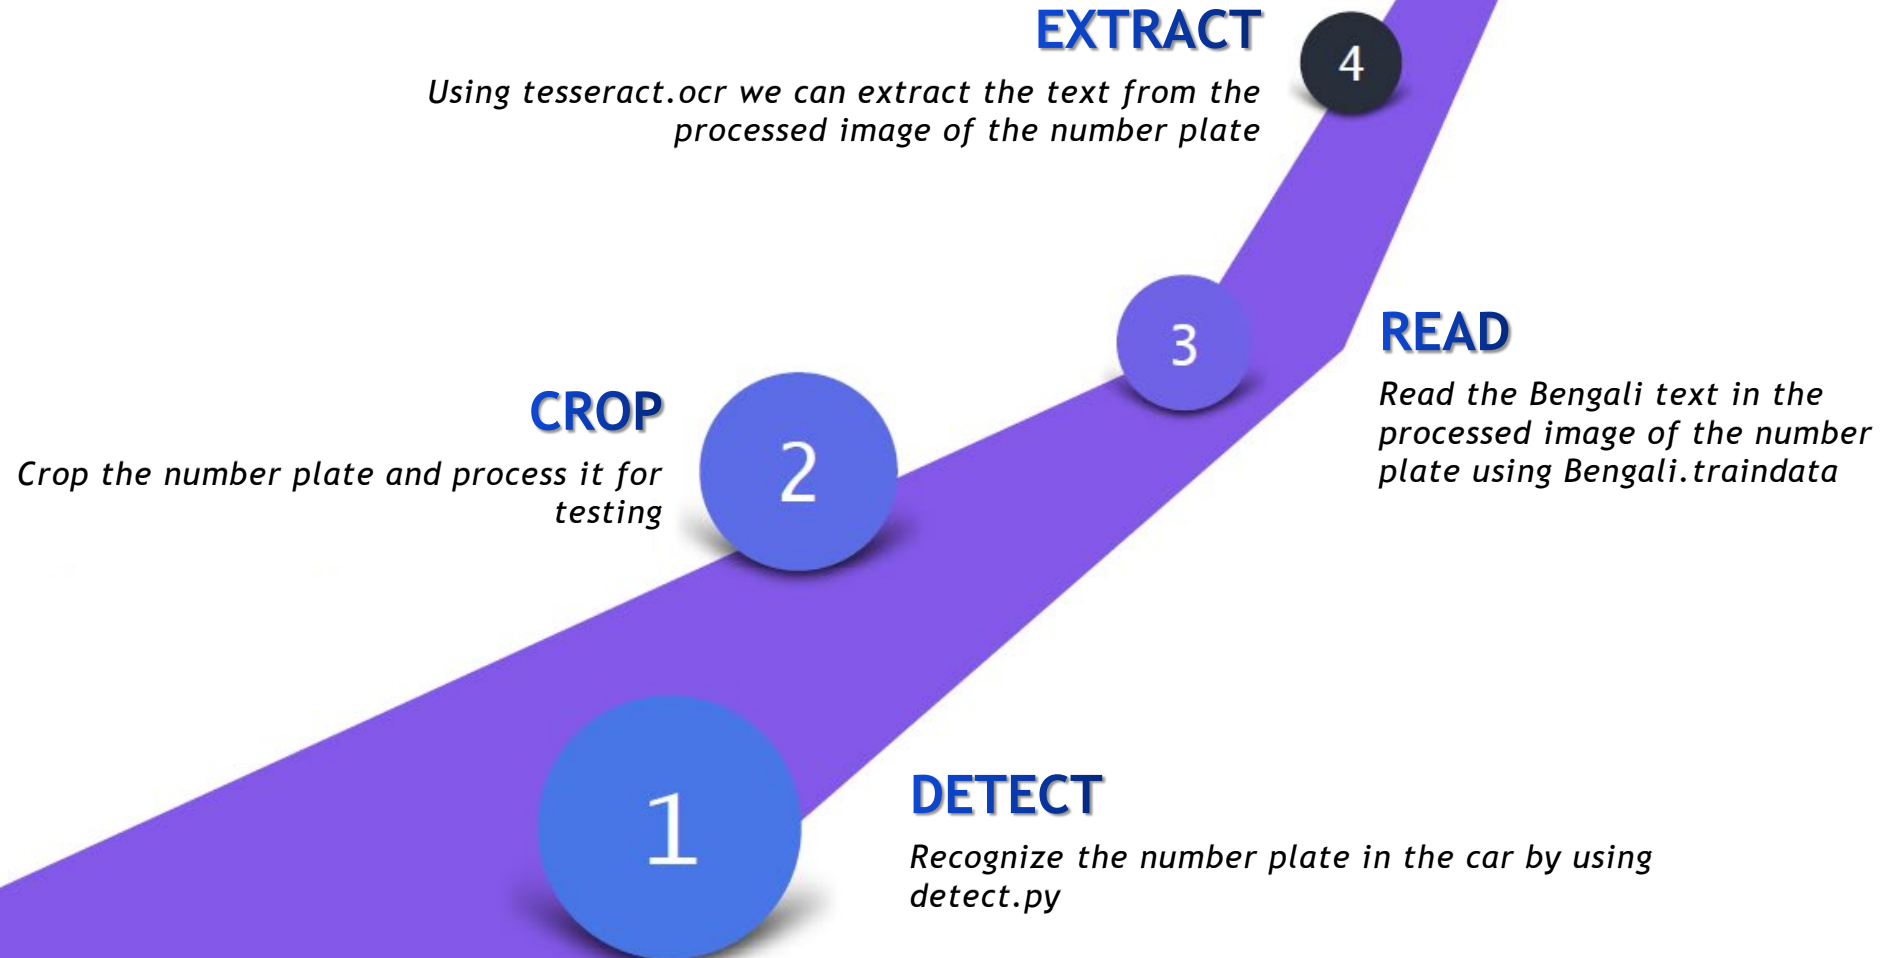 EXTRACT
4
Using tesseract.ocr we can extract the text from the
processed image of the number plate
3
READ
Read the Bengali text in the
processed image of the number
plate using Bengali.traindata
CROP
2
Crop the number plate and process it for
testing
1
DETECT
Recognize the number plate in the car by using
detect.py